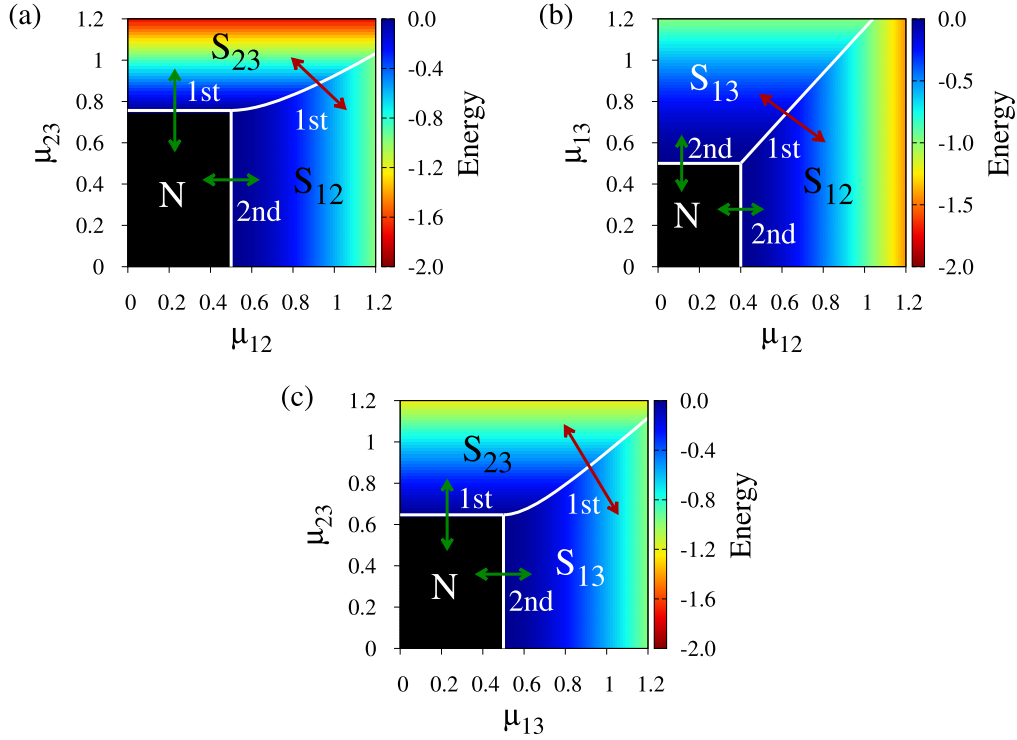 (a)
1.2
1
0.8
0.6
0.4
0.2
0
μ23
S23
1st
1st
N
S12
2nd
0 0.2 0.4 0.6 0.8 1 1.2
μ12
0.0
-0.4
-0.8
-1.2
-1.6
-2.0
Energy
(b)
1.2
1
0.8
0.6
0.4
0.2
0
μ13
S13
1st
2nd
N
S12
2nd
0 0.2 0.4 0.6 0.8 1 1.2
μ12
0.0
-0.5
-1.0
-1.5
-2.0
Energy
(c)
1.2
1
0.8
0.6
0.4
0.2
0
μ23
S23
1st
1st
N
S13
2nd
0 0.2 0.4 0.6 0.8 1 1.2
μ13
0.0
-0.4
-0.8
-1.2
-1.6
-2.0
Energy